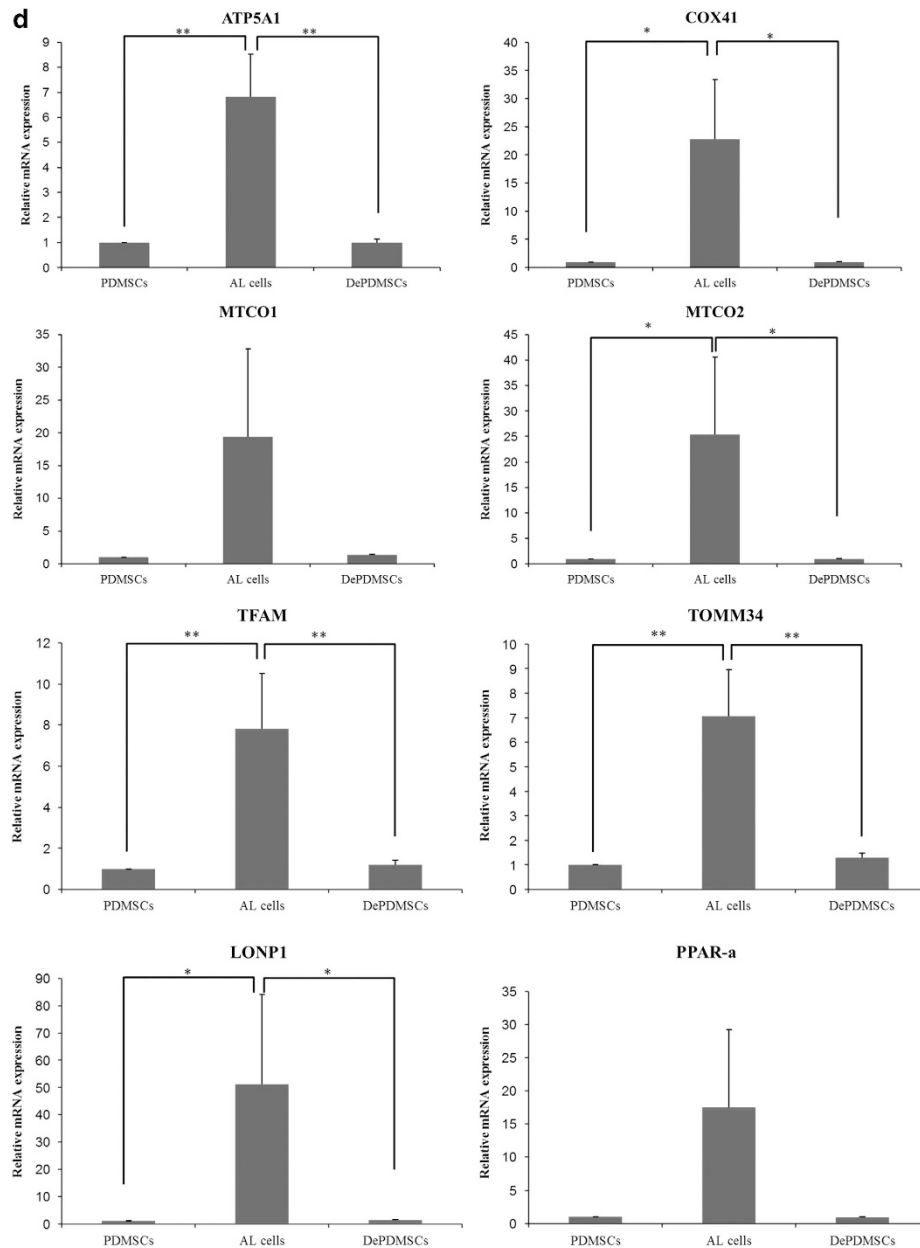 d
ATP5A1
Relative mRNA expression
9
8
7
6
5
4
3
2
1
0
**
**
PDMSCs
AL cells
DePDMSCs
COX41
Relative mRNA expression
40
35
30
25
20
15
10
5
0
*
*
PDMSCs
AL cells
DePDMSCs
MTCO1
Relative mRNA expression
35
30
25
20
15
10
5
0
PDMSCs
AL cells
DePDMSCs
MTCO2
Relative mRNA expression
45
40
35
30
25
20
15
10
5
0
*
*
PDMSCs
AL cells
DePDMSCs
TFAM
Relative mRNA expression
12
10
8
6
4
2
0
**
**
PDMSCs
AL cells
DePDMSCs
TOMM34
Relative mRNA expression
10
9
8
7
6
5
4
3
2
1
0
**
**
PDMSCs
AL cells
DePDMSCs
LONP1
Relative mRNA expression
90
80
70
60
50
40
30
20
10
0
*
*
PDMSCs
AL cells
DePDMSCs
PPAR-a
Relative mRNA expression
35
30
25
20
15
10
5
0
PDMSCs
AL cells
DePDMSCs